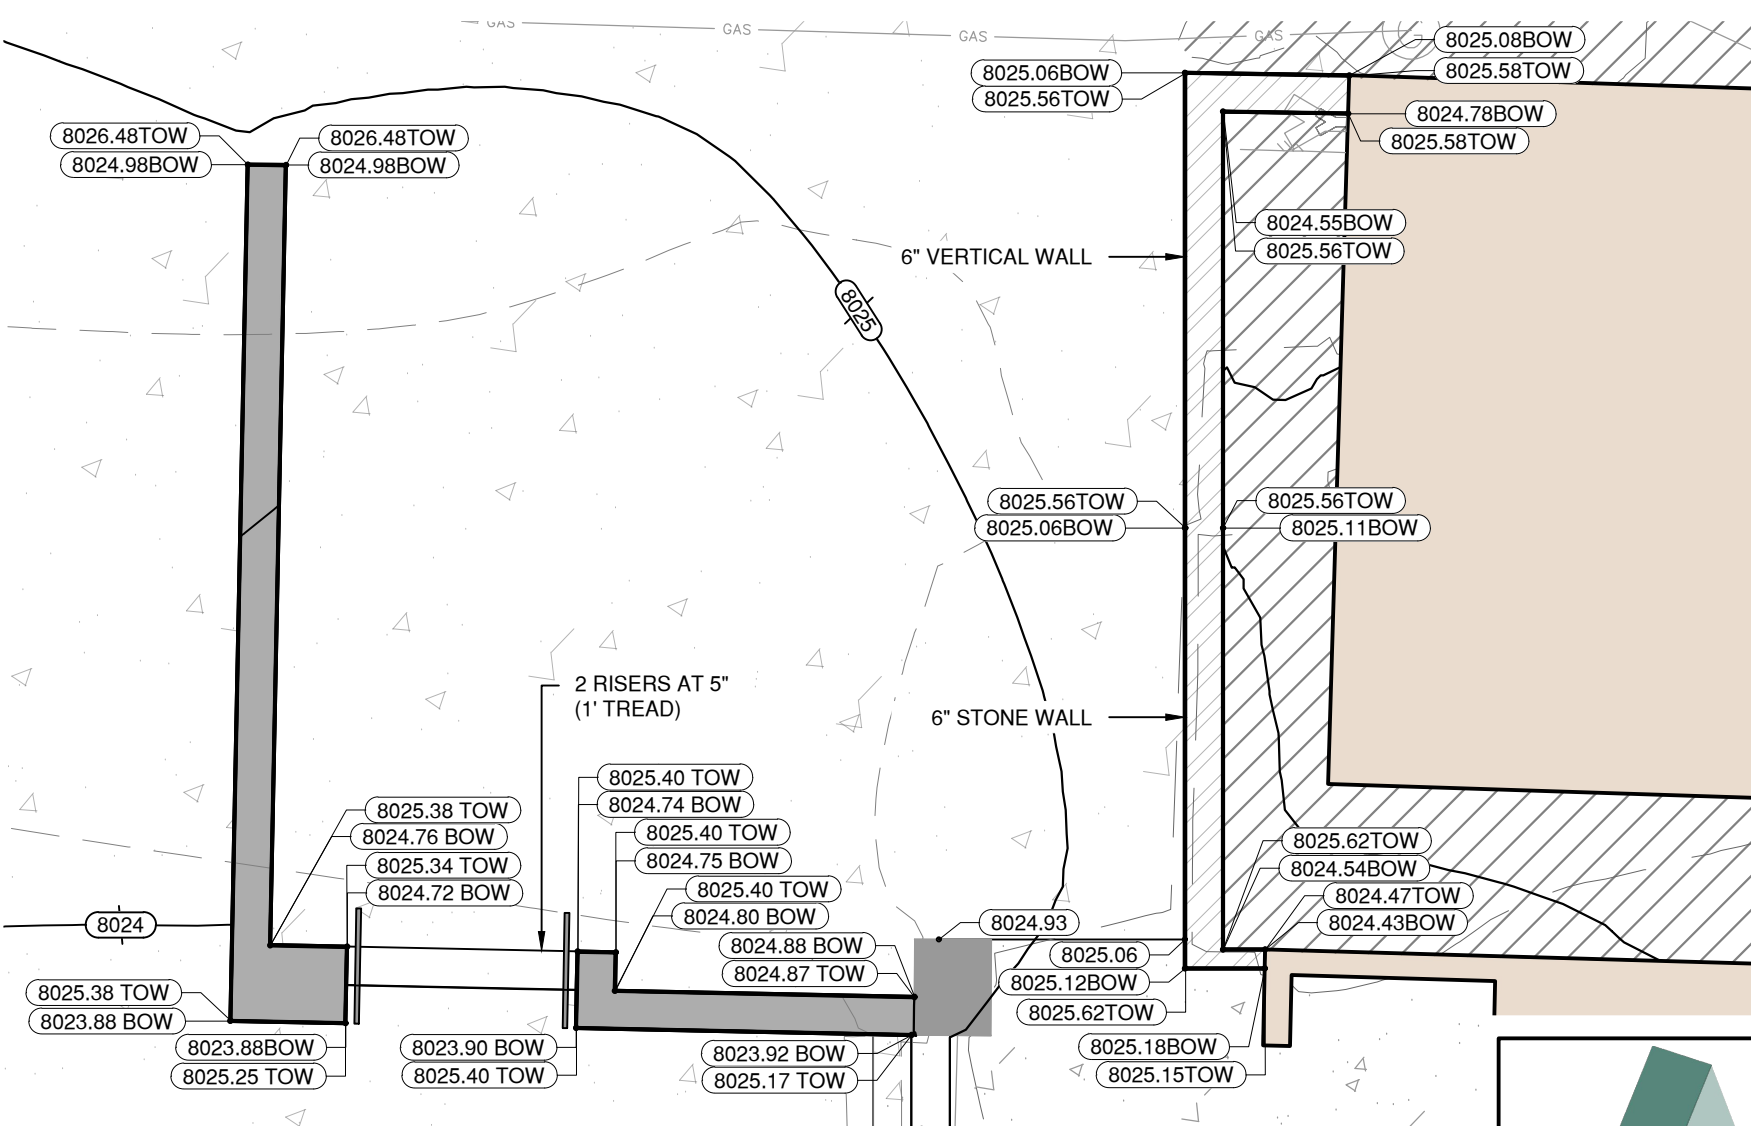 GAS
GAS
GAS
GAS
8025.08BOW
8025.58TOW
8025.06BOW
8025.56TOW
8024.78BOW
8025.58TOW
8026.48TOW
8024.98BOW
8026.48TOW
8024.98BOW
8024.55BOW
8025.56TOW
6" VERTICAL WALL
8025
8025.56TOW
8025.06BOW
8025.56TOW
8025.11BOW
2 RISERS AT 5"
(1' TREAD)
6" STONE WALL
8025.40 TOW
8024.74 BOW
8025.38 TOW
8024.76 BOW
8025.34 TOW
8024.72 BOW
8025.40 TOW
8024.75 BOW
8025.40 TOW
8024.80 BOW
8024.88 BOW
8024.87 TOW
8025.62TOW
8024.54BOW
8024.47TOW
8024.43BOW
8024
8024.93
8025.06
8025.12BOW
8025.62TOW
8025.38 TOW
8023.88 BOW
8023.88BOW
8025.25 TOW
8023.90 BOW
8025.40 TOW
8023.92 BOW
8025.17 TOW
8025.18BOW
8025.15TOW